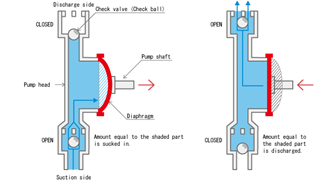 Discharge side
Check valve (Check ball)
CLOSED
Pump shaft
Pump head
Diaphragm
OPEN
Amount equal to the shaded part
is sucked in.
Suction side
OPEN
CLOSED
Amount equal to
the shaded part
is discharged.